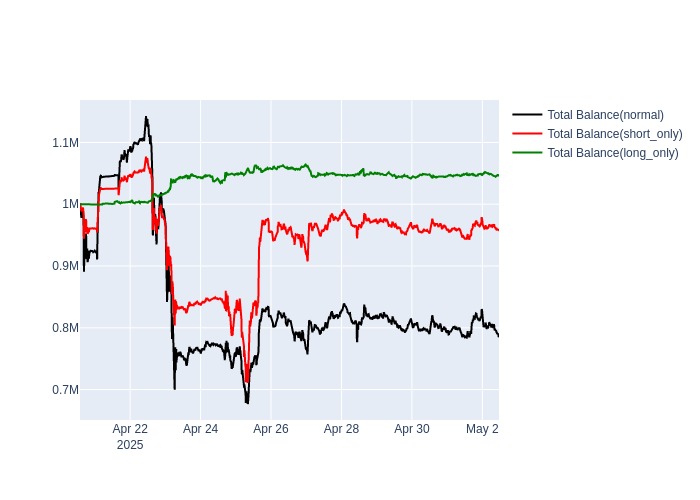 Total Balance(normal)
Total Balance(short_only)
Total Balance(long_only)
1.1M
1M
0.9M
0.8M
0.7M
Apr 22
2025
Apr 24
Apr 26
Apr 28
Apr 30
May 2